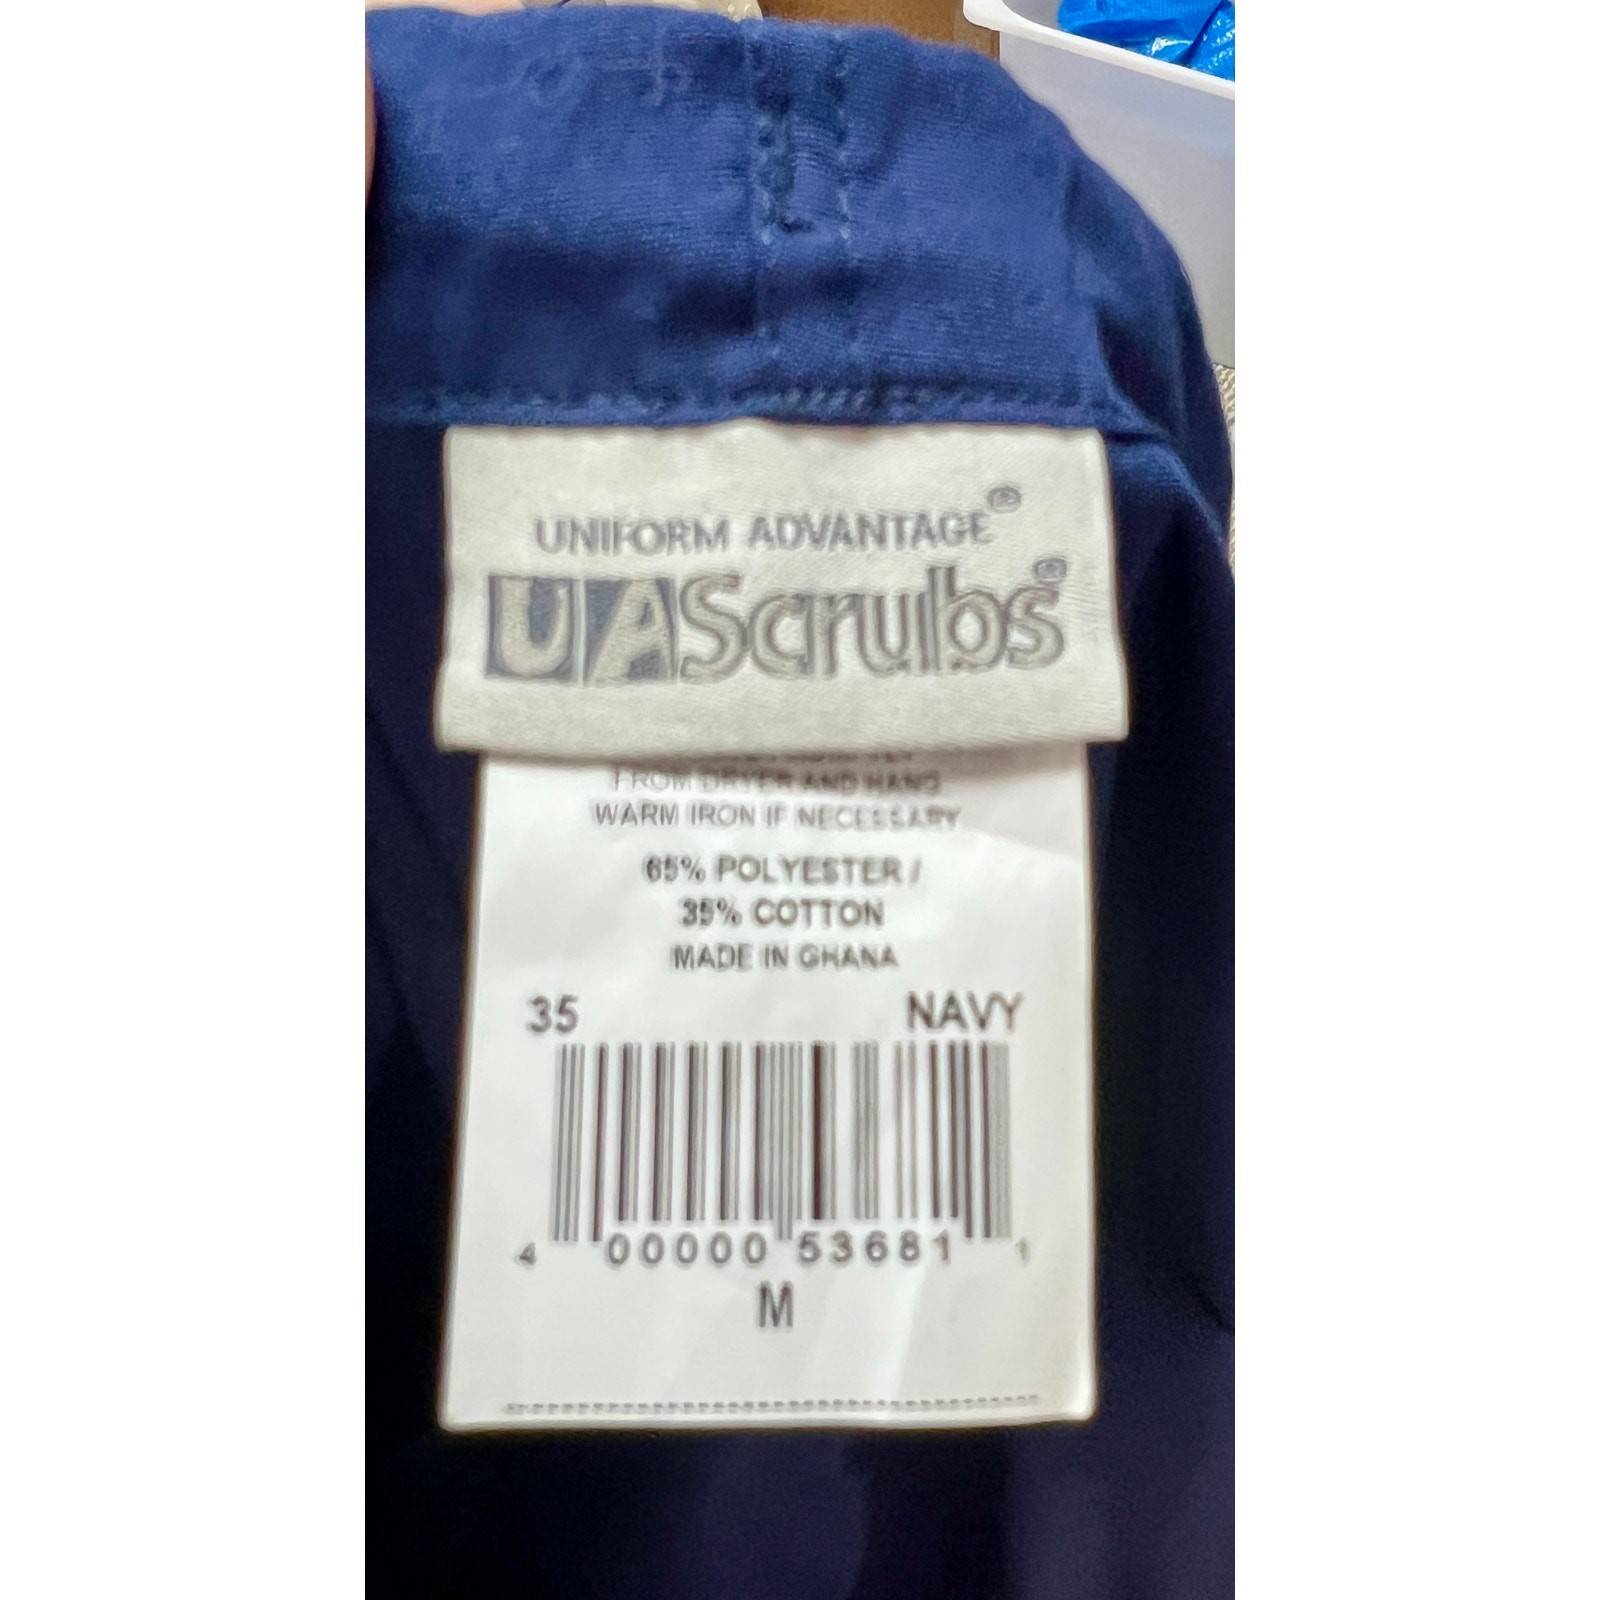 UNIFORM ADVANTAGE®
UAScrubs®
FROM DRYER AND HANG
WARM IRON IF NECESSARY
65% POLYESTER /
35% COTTON
MADE IN GHANA
35 NAVY
4 00000 53681 1
M